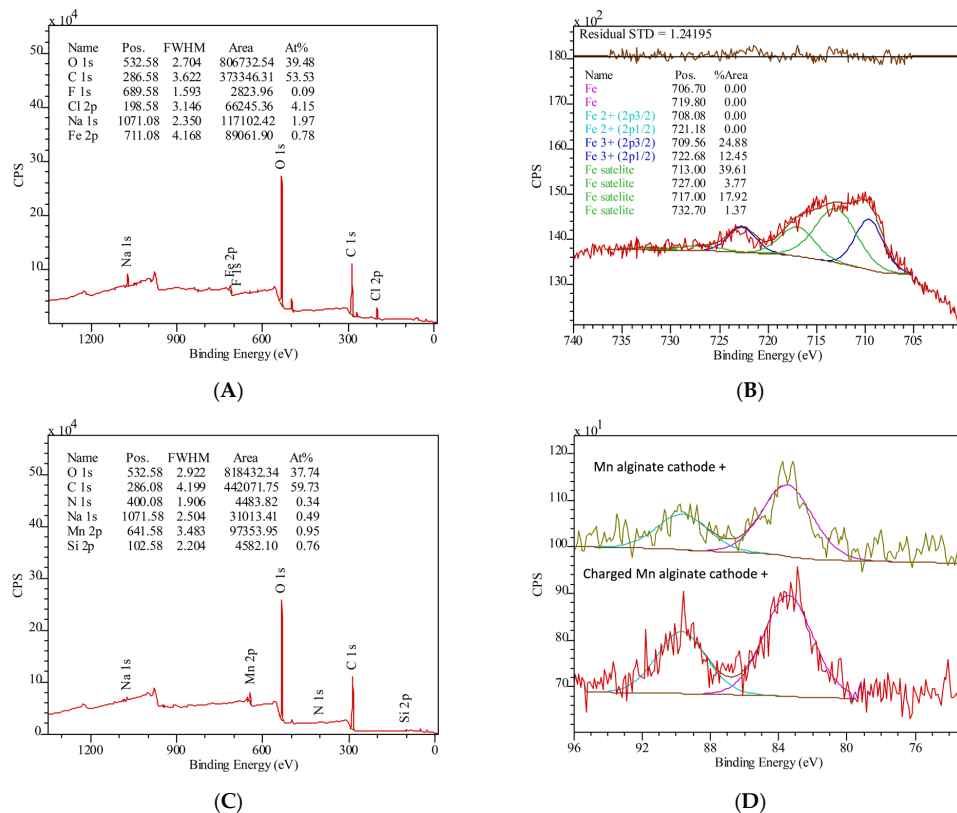 x 10^4
Name Pos. FWHM Area At%
O 1s 532.58 2.704 806732.54 39.48
C 1s 286.58 3.622 373346.31 53.53
F 1s 689.58 1.593 2823.96 0.09
Cl 2p 198.58 3.146 66245.36 4.15
Na 1s 1071.08 2.350 117102.42 1.97
Fe 2p 711.08 4.168 89061.90 0.78
50
40
30
20
10
0
CPS
Na 1s
Fe 2p
F 1s
O 1s
C 1s
Cl 2p
1200 900 600 300 0
Binding Energy (eV)
(A)
x 10^2
Residual STD = 1.24195
Name Pos. %Area
Fe 706.70 0.00
Fe 719.80 0.00
Fe 2+ (2p3/2) 708.08 0.00
Fe 2+ (2p1/2) 721.18 0.00
Fe 3+ (2p3/2) 709.56 24.88
Fe 3+ (2p1/2) 722.68 12.45
Fe satelite 713.00 39.61
Fe satelite 727.00 3.77
Fe satelite 717.00 17.92
Fe satelite 732.70 1.37
180
170
160
150
140
130
CPS
740 735 730 725 720 715 710 705
Binding Energy (eV)
(B)
x 10^4
Name Pos. FWHM Area At%
O 1s 532.58 2.922 818432.34 37.74
C 1s 286.08 4.199 442071.75 59.73
N 1s 400.08 1.906 4483.82 0.34
Na 1s 1071.58 2.504 31013.41 0.49
Mn 2p 641.58 3.483 97353.95 0.95
Si 2p 102.58 2.204 4582.10 0.76
50
40
30
20
10
0
CPS
Na 1s
Mn 2p
O 1s
N 1s
C 1s
Si 2p
1200 900 600 300 0
Binding Energy (eV)
(C)
x 10^1
Mn alginate cathode +
Charged Mn alginate cathode +
120
110
100
90
80
70
CPS
96 92 88 84 80 76
Binding Energy (eV)
(D)